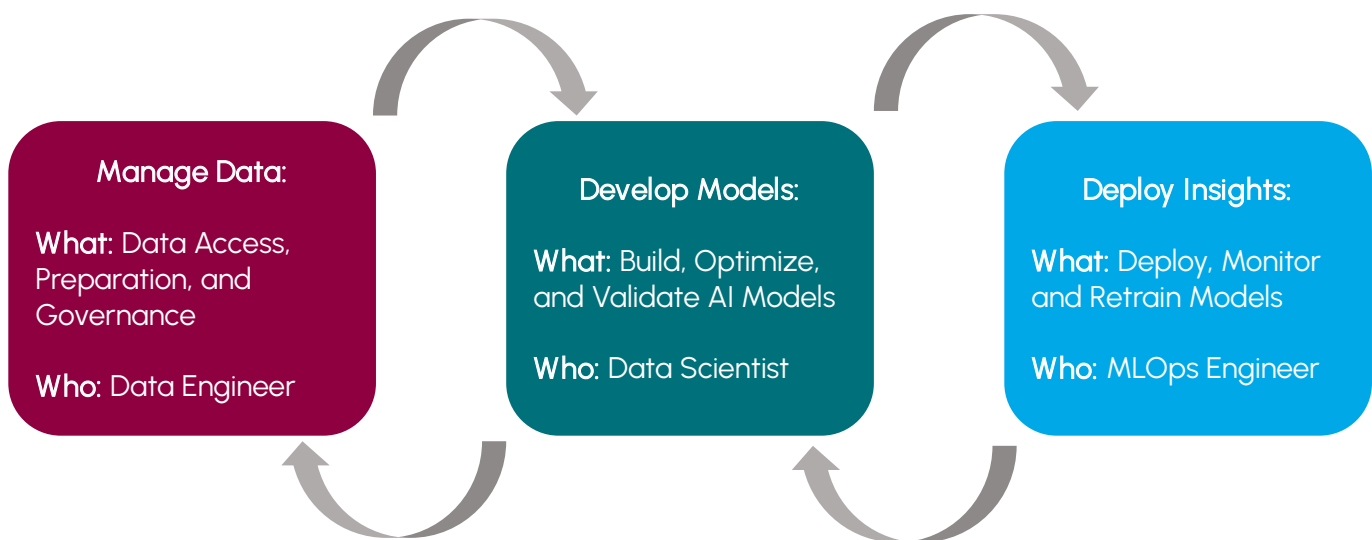 Manage Data:
What: Data Access,
Preparation, and
Governance
Who: Data Engineer
Develop Models:
What: Build, Optimize,
and Validate AI Models
Who: Data Scientist
Deploy Insights:
What: Deploy, Monitor
and Retrain Models
Who: MLOps Engineer